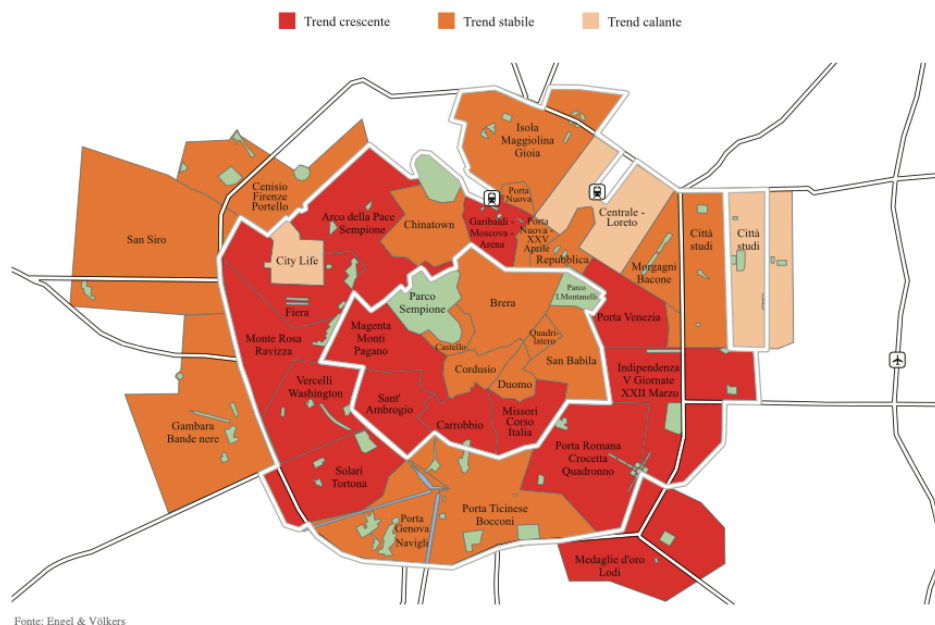 Trend crescente
Trend stabile
Trend calante
Isola
Maggiolina
Gioia
Cenisio
Firenze
Portello
Porta
Nuova
Arco della Pace
Sempione
Chinatown
Garibaldi -
Moscova -
Arena
Porta
Nuova -
XXV
Aprile
Centrale -
Loreto
Città
studi
Città
studi
San Siro
City Life
Repubblica
Morgagni
Bacone
Parco
Sempione
Brera
Parco
I.Montanelli
Fiera
Porta Venezia
Magenta
Monti
Pagano
Monte Rosa
Ravizza
Castello
Quadri-
latero
Cordusio
San Babila
Duomo
Indipendenza
V Giornate
XXII Marzo
Vercelli
Washington
Sant'
Ambrogio
Carrobbio
Missori
Corso
Italia
Gambara
Bande nere
Porta Romana
Crocetta
Quadronno
Solari
Tortona
Porta
Genova
Navigli
Porta Ticinese
Bocconi
Medaglie d'oro
Lodi
Fonte: Engel & Völkers